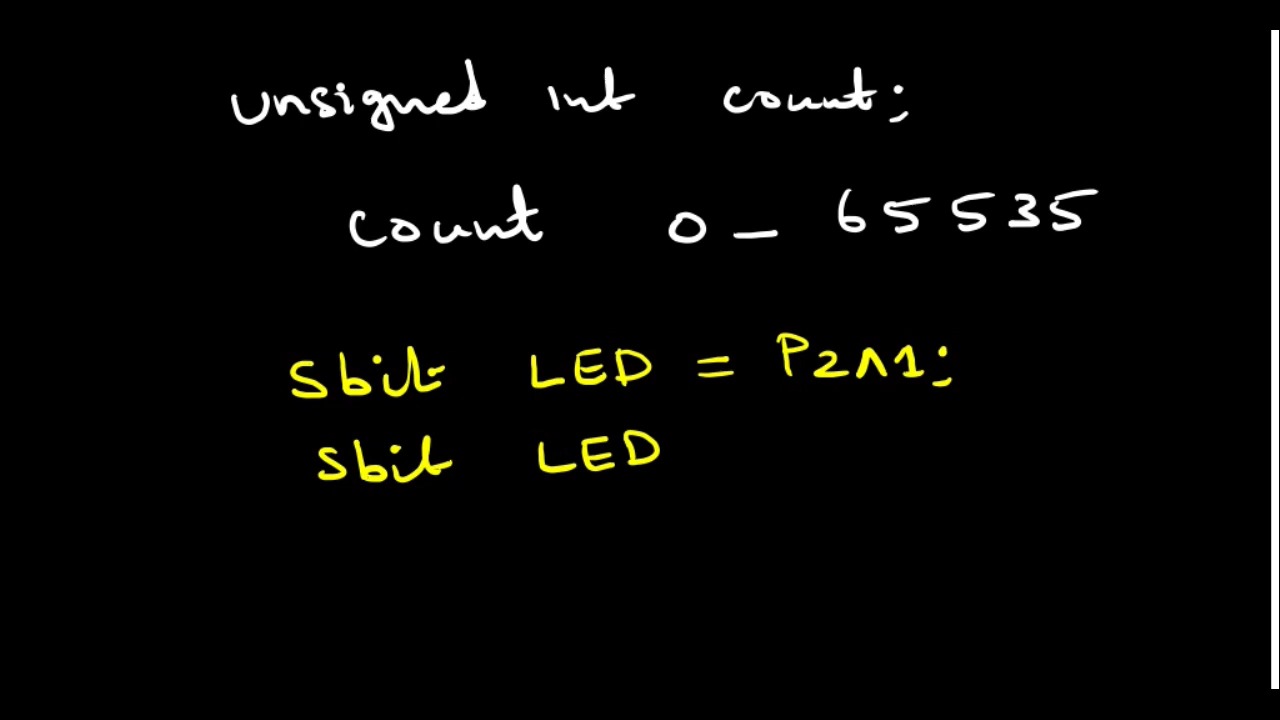 unsigned int count;
count 0 - 65535
sbit LED = P2^1;
sbit LED